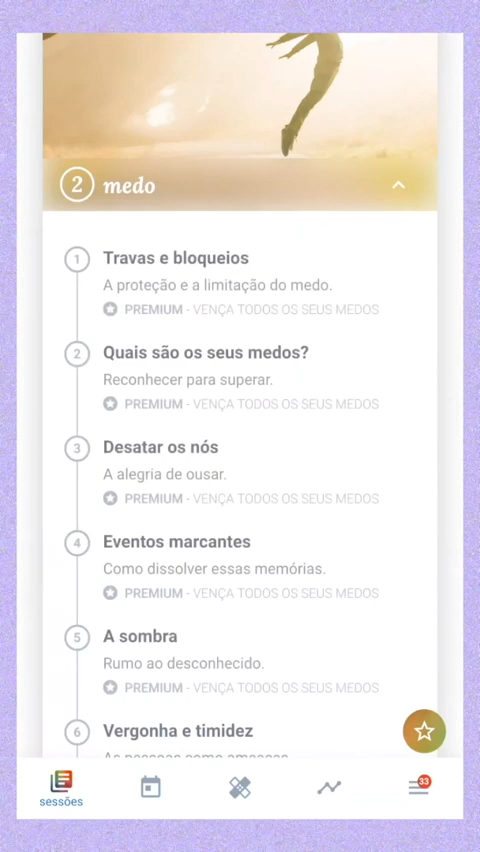 2 medo
1 Travas e bloqueios
A proteção e a limitação do medo.
PREMIUM - VENÇA TODOS OS SEUS MEDOS
2 Quais são os seus medos?
Reconhecer para superar.
PREMIUM - VENÇA TODOS OS SEUS MEDOS
3 Desatar os nós
A alegria de ousar.
PREMIUM - VENÇA TODOS OS SEUS MEDOS
4 Eventos marcantes
Como dissolver essas memórias.
PREMIUM - VENÇA TODOS OS SEUS MEDOS
5 A sombra
Rumo ao desconhecido.
PREMIUM - VENÇA TODOS OS SEUS MEDOS
6 Vergonha e timidez
33
sessões